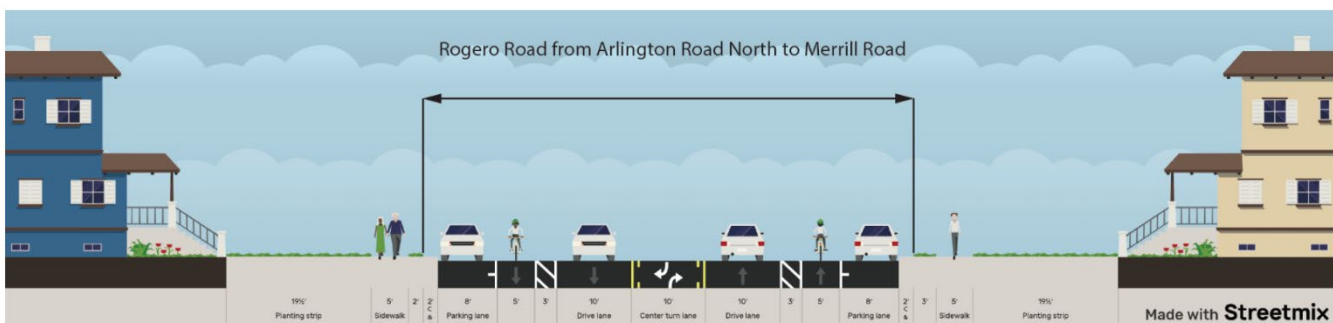 Rogero Road from Arlington Road North to Merrill Road
19½' 5' 2' 2' 8' 5' 3' 10' 10' 10' 3' 5' 8' 2' 3' 5' 19½'
Planting strip Sidewalk C & Parking lane Drive lane Center turn lane Drive lane Parking lane C & Sidewalk Planting strip
Made with Streetmix